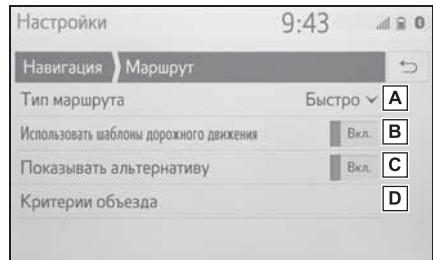 Настройки 9:43
Навигация Маршрут
Тип маршрута Быстро A
Использовать шаблоны дорожного движения Вкл. B
Показывать альтернативу Вкл. C
Критерии объезда D